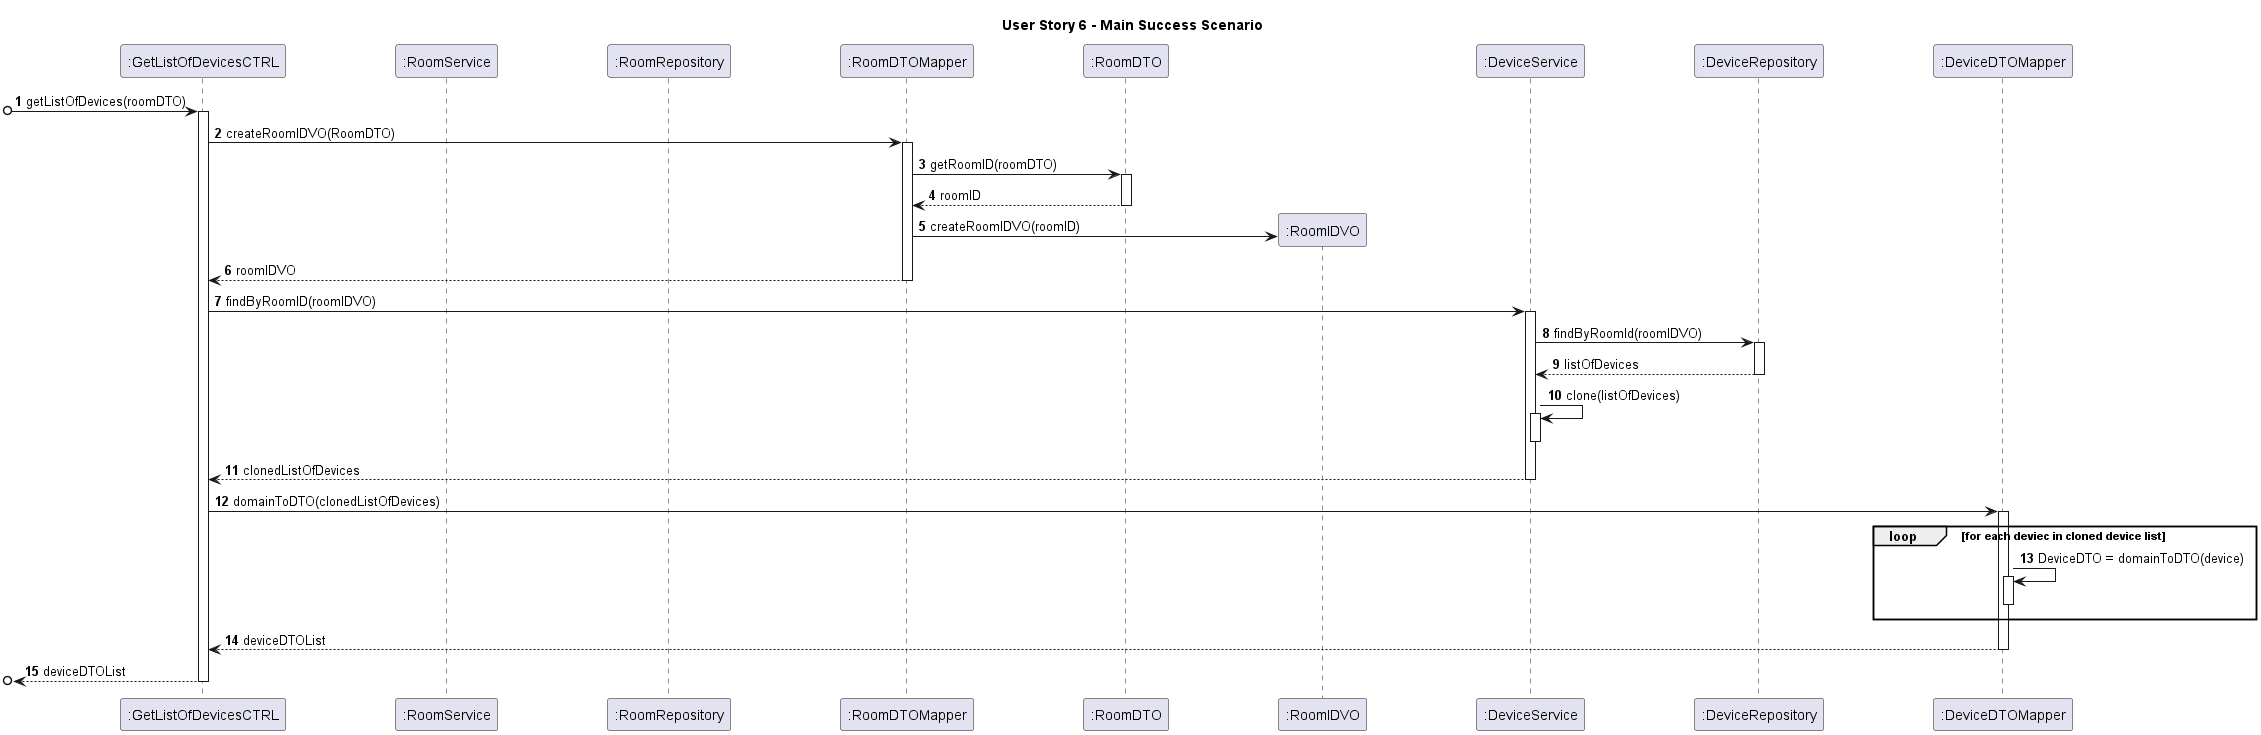 User Story 6 - Main Success Scenario
:GetListOfDevicesCTRL
:RoomService
:RoomRepository
:RoomDTOMapper
:RoomDTO
:DeviceService
:DeviceRepository
:DeviceDTOMapper
1 getListOfDevices(roomDTO)
2 createRoomIDVO(RoomDTO)
3 getRoomID(roomDTO)
4 roomID
5 createRoomIDVO(roomID)
:RoomIDVO
6 roomIDVO
7 findByRoomID(roomIDVO)
8 findByRoomId(roomIDVO)
9 listOfDevices
10 clone(listOfDevices)
11 clonedListOfDevices
12 domainToDTO(clonedListOfDevices)
loop [for each deviec in cloned device list]
13 DeviceDTO = domainToDTO(device)
14 deviceDTOList
15 deviceDTOList
:GetListOfDevicesCTRL
:RoomService
:RoomRepository
:RoomDTOMapper
:RoomDTO
:RoomIDVO
:DeviceService
:DeviceRepository
:DeviceDTOMapper